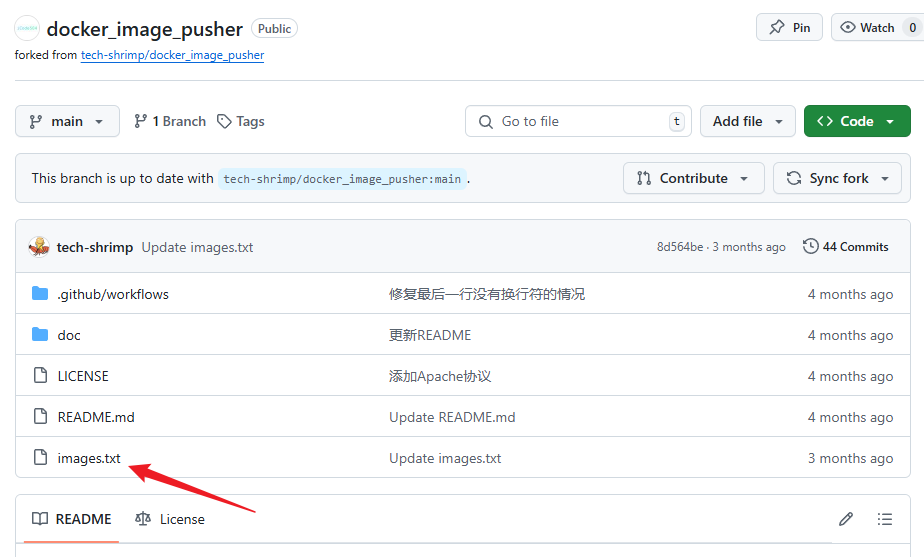 docker_image_pusher Public Pin Watch 0
forked from tech-shrimp/docker_image_pusher
main 1 Branch Tags Go to file t Add file Code
This branch is up to date with tech-shrimp/docker_image_pusher:main . Contribute Sync fork
tech-shrimp Update images.txt 8d564be · 3 months ago 44 Commits
.github/workflows 修复最后一行没有换行符的情况 4 months ago
doc 更新README 4 months ago
LICENSE 添加Apache协议 4 months ago
README.md Update README.md 4 months ago
images.txt Update images.txt 3 months ago
README License